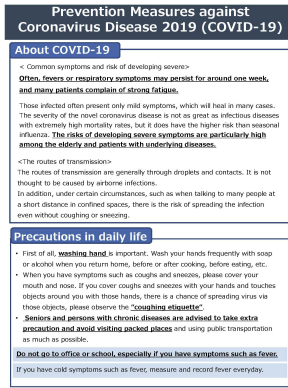 Prevention Measures against
Coronavirus Disease 2019 (COVID-19)
About COVID-19
< Common symptoms and risk of developing severe>
Often, fevers or respiratory symptoms may persist for around one week,
and many patients complain of strong fatigue.
Those infected often present only mild symptoms, which will heal in many cases.
The severity of the novel coronavirus disease is not as great as infectious diseases
with extremely high mortality rates, but it does have the higher risk than seasonal
influenza. The risks of developing severe symptoms are particularly high
among the elderly and patients with underlying diseases.
<The routes of transmission>
The routes of transmission are generally through droplets and contacts. It is not
thought to be caused by airborne infections.
In addition, under certain circumstances, such as when talking to many people at
a short distance in confined spaces, there is the risk of spreading the infection
even without coughing or sneezing.
Precautions in daily life
• First of all, washing hand is important. Wash your hands frequently with soap
or alcohol when you return home, before or after cooking, before eating, etc.
• When you have symptoms such as coughs and sneezes, please cover your
mouth and nose. If you cover coughs and sneezes with your hands and touches
objects around you with those hands, there is a chance of spreading virus via
those objects, please observe the "coughing etiquette".
• Seniors and persons with chronic diseases are advised to take extra
precaution and avoid visiting packed places and using public transportation
as much as possible.
Do not go to office or school, especially if you have symptoms such as fever.
If you have cold symptoms such as fever, measure and record fever everyday.